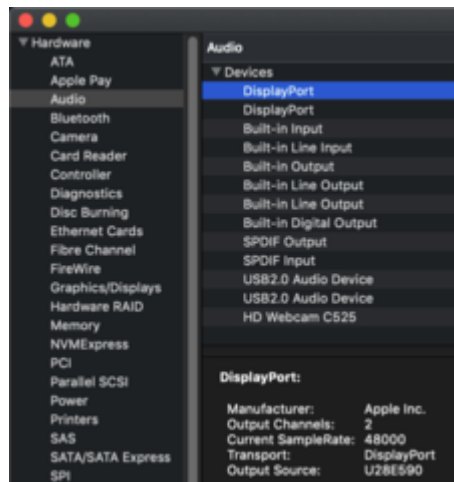 Hardware
ATA
Apple Pay
Audio
Bluetooth
Camera
Card Reader
Controller
Diagnostics
Disc Burning
Ethernet Cards
Fibre Channel
FireWire
Graphics/Displays
Hardware RAID
Memory
NVMExpress
PCI
Parallel SCSI
Power
Printers
SAS
SATA/SATA Express
SPI
Audio
Devices
DisplayPort
DisplayPort
Built-in Input
Built-in Line Input
Built-in Output
Built-in Line Output
Built-in Line Output
Built-in Digital Output
SPDIF Output
SPDIF Input
USB2.0 Audio Device
USB2.0 Audio Device
HD Webcam C525
DisplayPort:
Manufacturer: Apple Inc.
Output Channels: 2
Current SampleRate: 48000
Transport: DisplayPort
Output Source: U28E590